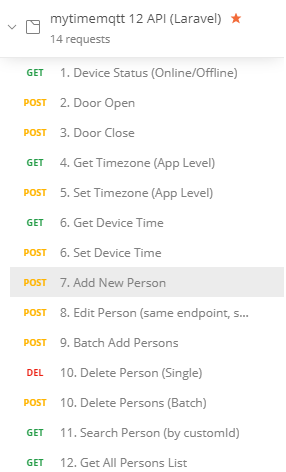 mytimemqtt 12 API (Laravel)
14 requests
GET 1. Device Status (Online/Offline)
POST 2. Door Open
POST 3. Door Close
GET 4. Get Timezone (App Level)
POST 5. Set Timezone (App Level)
GET 6. Get Device Time
POST 6. Set Device Time
POST 7. Add New Person
POST 8. Edit Person (same endpoint, s...
POST 9. Batch Add Persons
DEL 10. Delete Person (Single)
POST 10. Delete Persons (Batch)
GET 11. Search Person (by customId)
GET 12. Get All Persons List